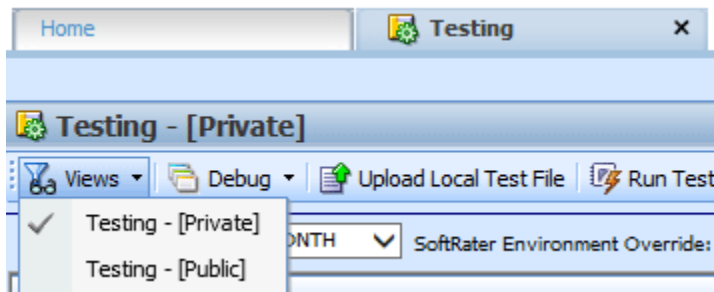 Home Testing x
Testing - [Private]
Views Debug Upload Local Test File Run Test
Testing - [Private]
ONTH SoftRater Environment Override:
Testing - [Public]